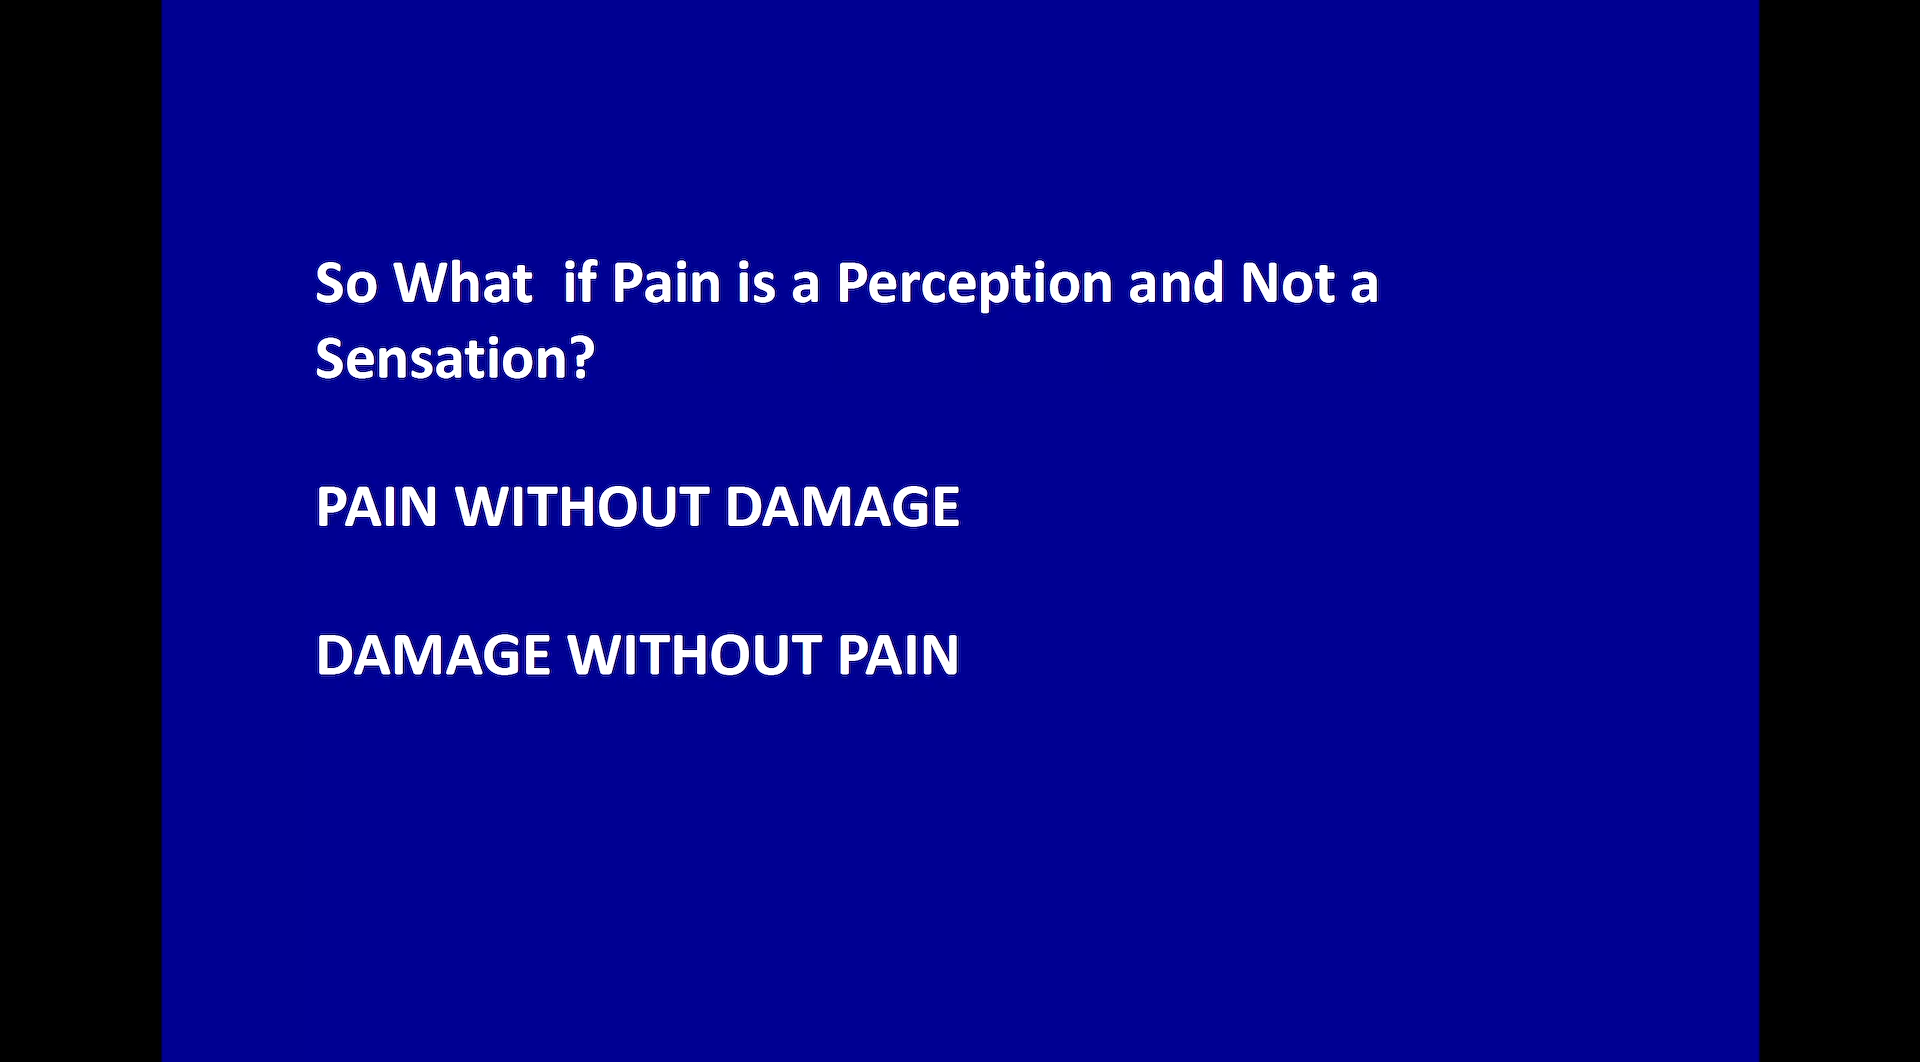 So What  if Pain is a Perception and Not a
Sensation?
PAIN WITHOUT DAMAGE
DAMAGE WITHOUT PAIN